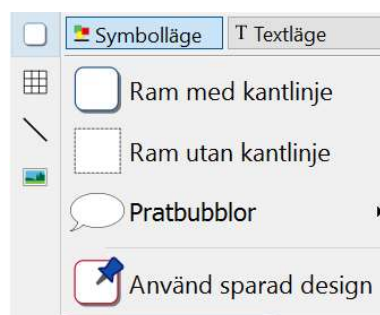 Symbolläge
T Textläge
Ram med kantlinje
Ram utan kantlinje
Pratbubblor
Använd sparad design